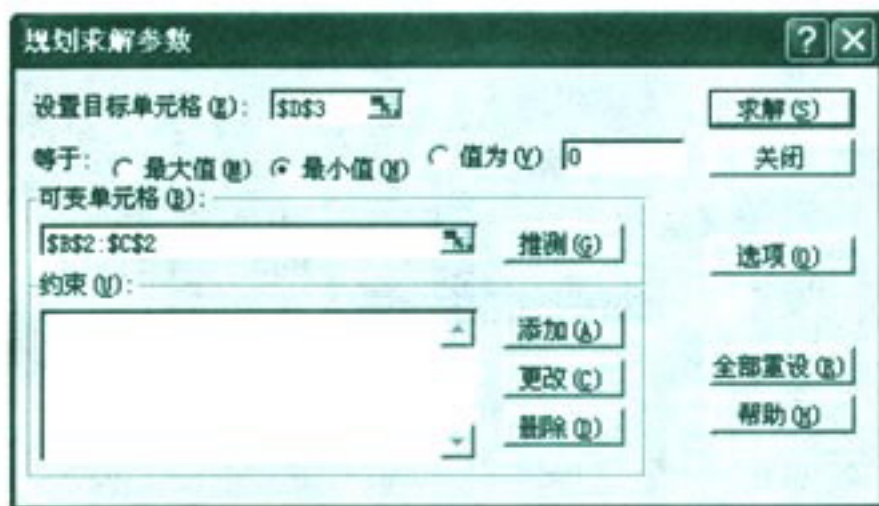 规划求解参数
设置目标单元格(E): $D$3 求解(S)
等于: 最大值(M) 最小值(N) 值为(V) 0 关闭
可变单元格(B):
$B$2:$C$2 推测(G) 选项(O)
约束(U):
添加(A)
更改(C) 全部重设(R)
删除(D) 帮助(H)